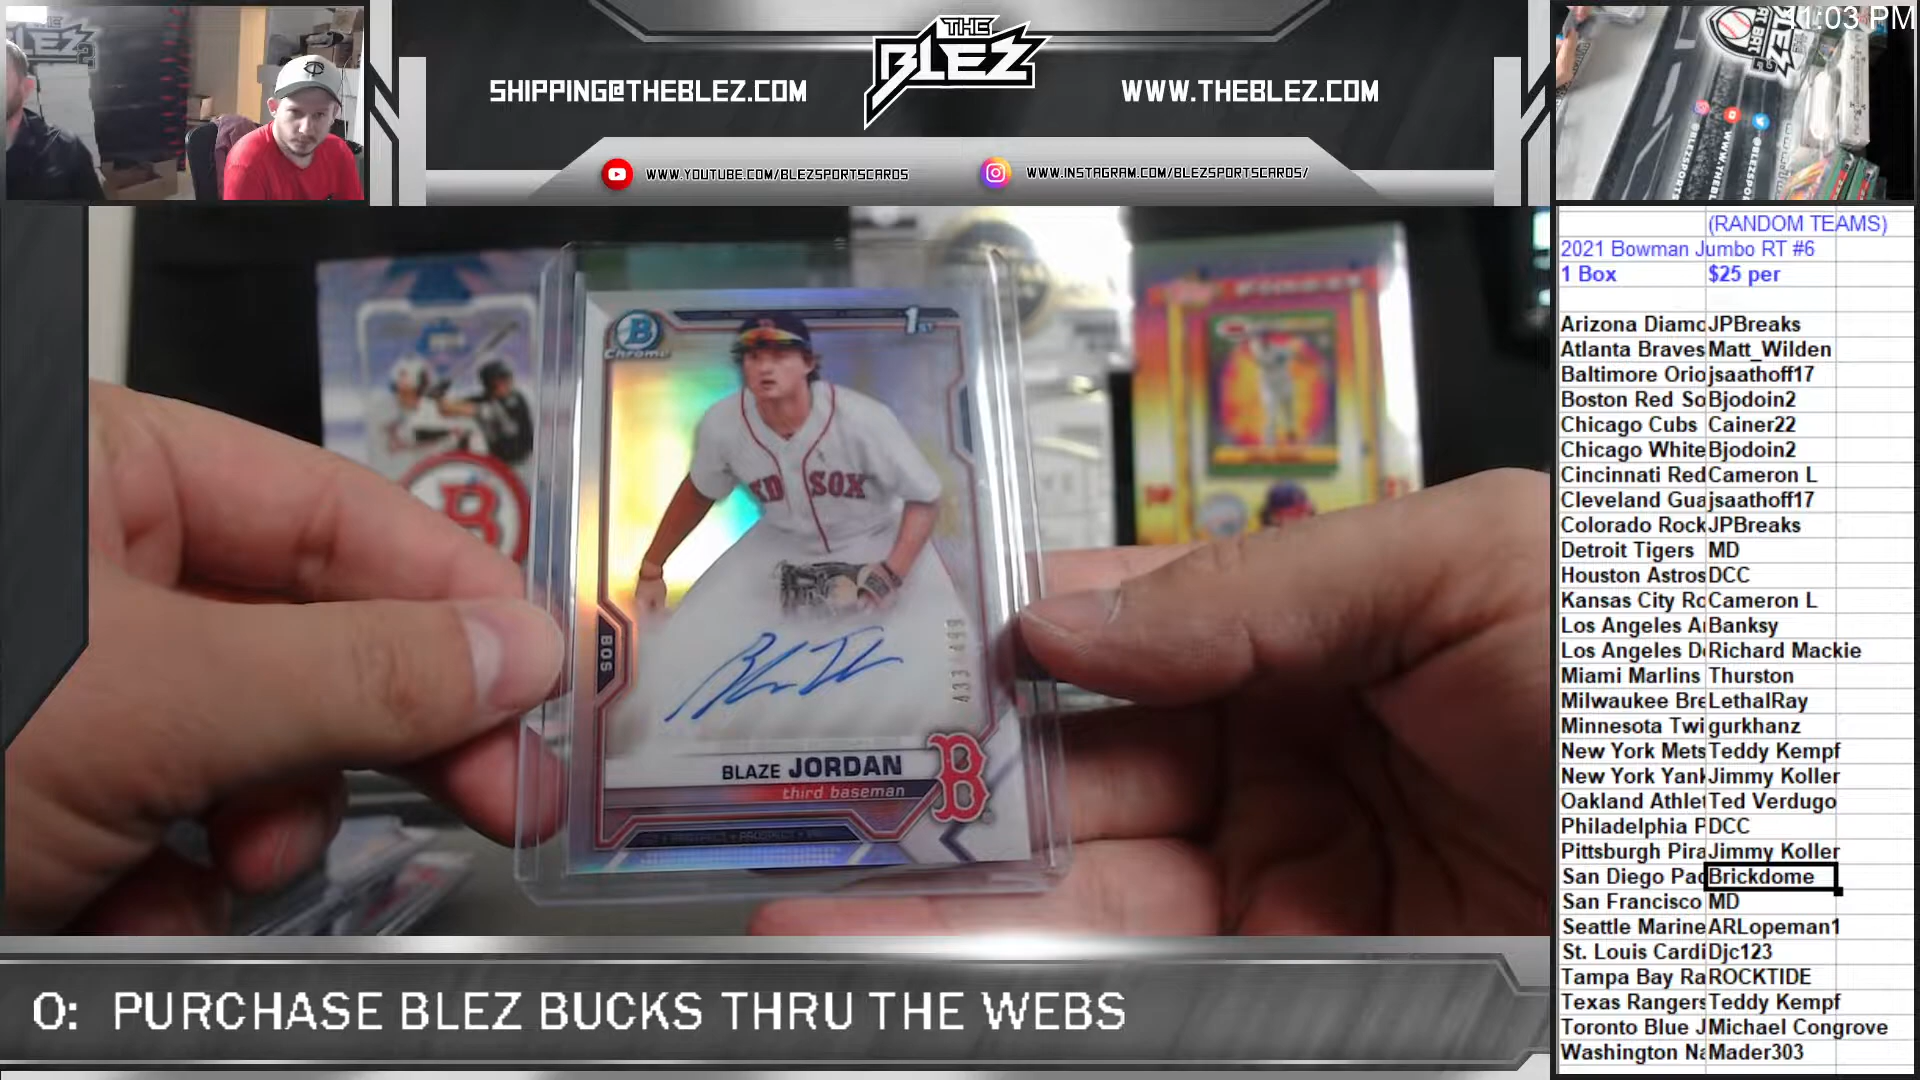 11:03 PM
THE
BLEZ
SHIPPING@THEBLEZ.COM
WWW.THEBLEZ.COM
WWW.YOUTUBE.COM/BLEZSPORTSCARDS
WWW.INSTAGRAM.COM/BLEZSPORTSCARDS/
(RANDOM TEAMS)
2021 Bowman Jumbo RT #6
1 Box $25 per
Arizona Diamo JPBreaks
Atlanta Braves Matt_Wilden
Baltimore Orio jsaathoff17
Boston Red So Bjodoin2
Chicago Cubs Cainer22
Chicago White Bjodoin2
Cincinnati Red Cameron L
Cleveland Gua jsaathoff17
Colorado Rock JPBreaks
Detroit Tigers MD
Houston Astros DCC
Kansas City Ro Cameron L
Los Angeles A Banksy
Los Angeles D Richard Mackie
Miami Marlins Thurston
Milwaukee Bre LethalRay
Minnesota Twi gurkhanz
New York Mets Teddy Kempf
New York Yank Jimmy Koller
Oakland Athlet Ted Verdugo
Philadelphia P DCC
Pittsburgh Pira Jimmy Koller
San Diego Pad Brickdome
San Francisco MD
Seattle Marine ARLopeman1
St. Louis Cardi Djc123
Tampa Bay Ra ROCKTIDE
Texas Rangers Teddy Kempf
Toronto Blue J Michael Congrove
Washington Na Mader303
B
Chrome
1ST
RED SOX
BOS
433/499
BLAZE JORDAN
third baseman
B
O: PURCHASE BLEZ BUCKS THRU THE WEBS